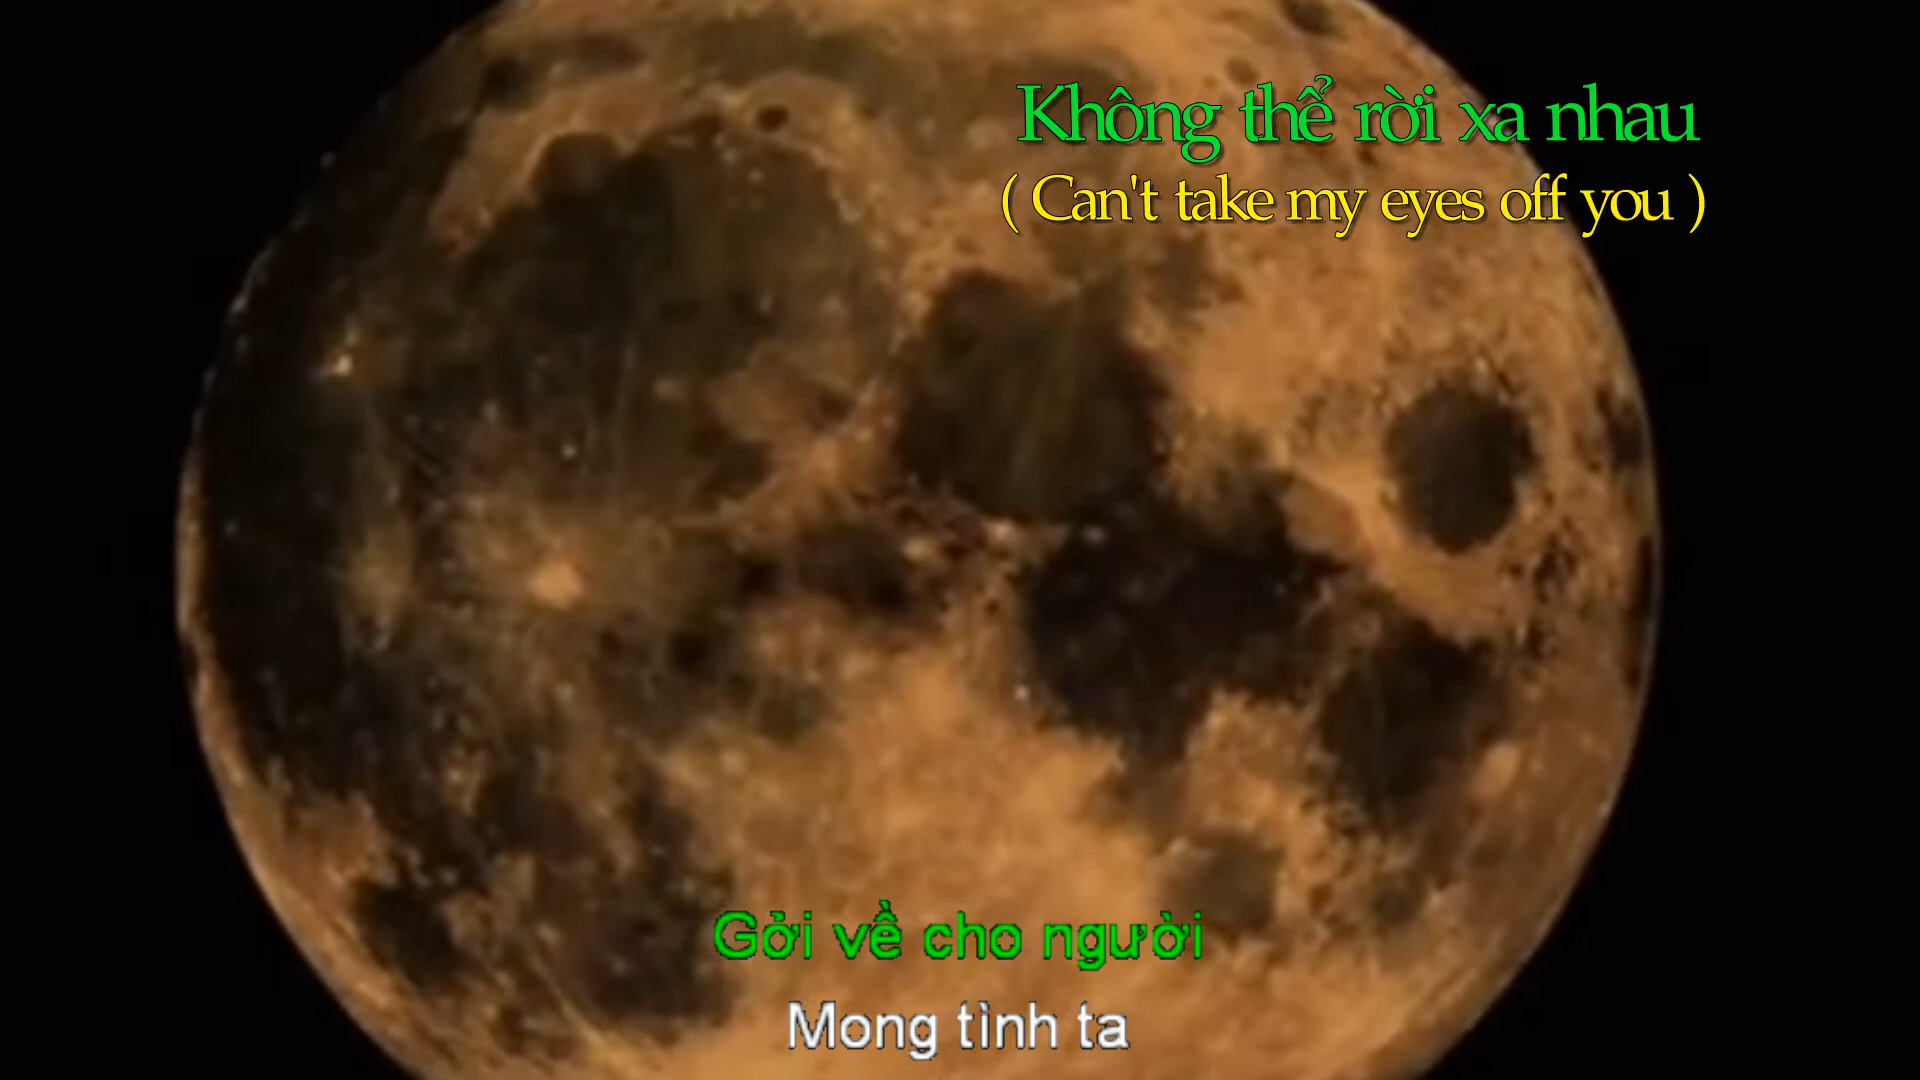 Không thể rời xa nhau
( Can't take my eyes off you )
Gởi về cho người
Mong tình ta